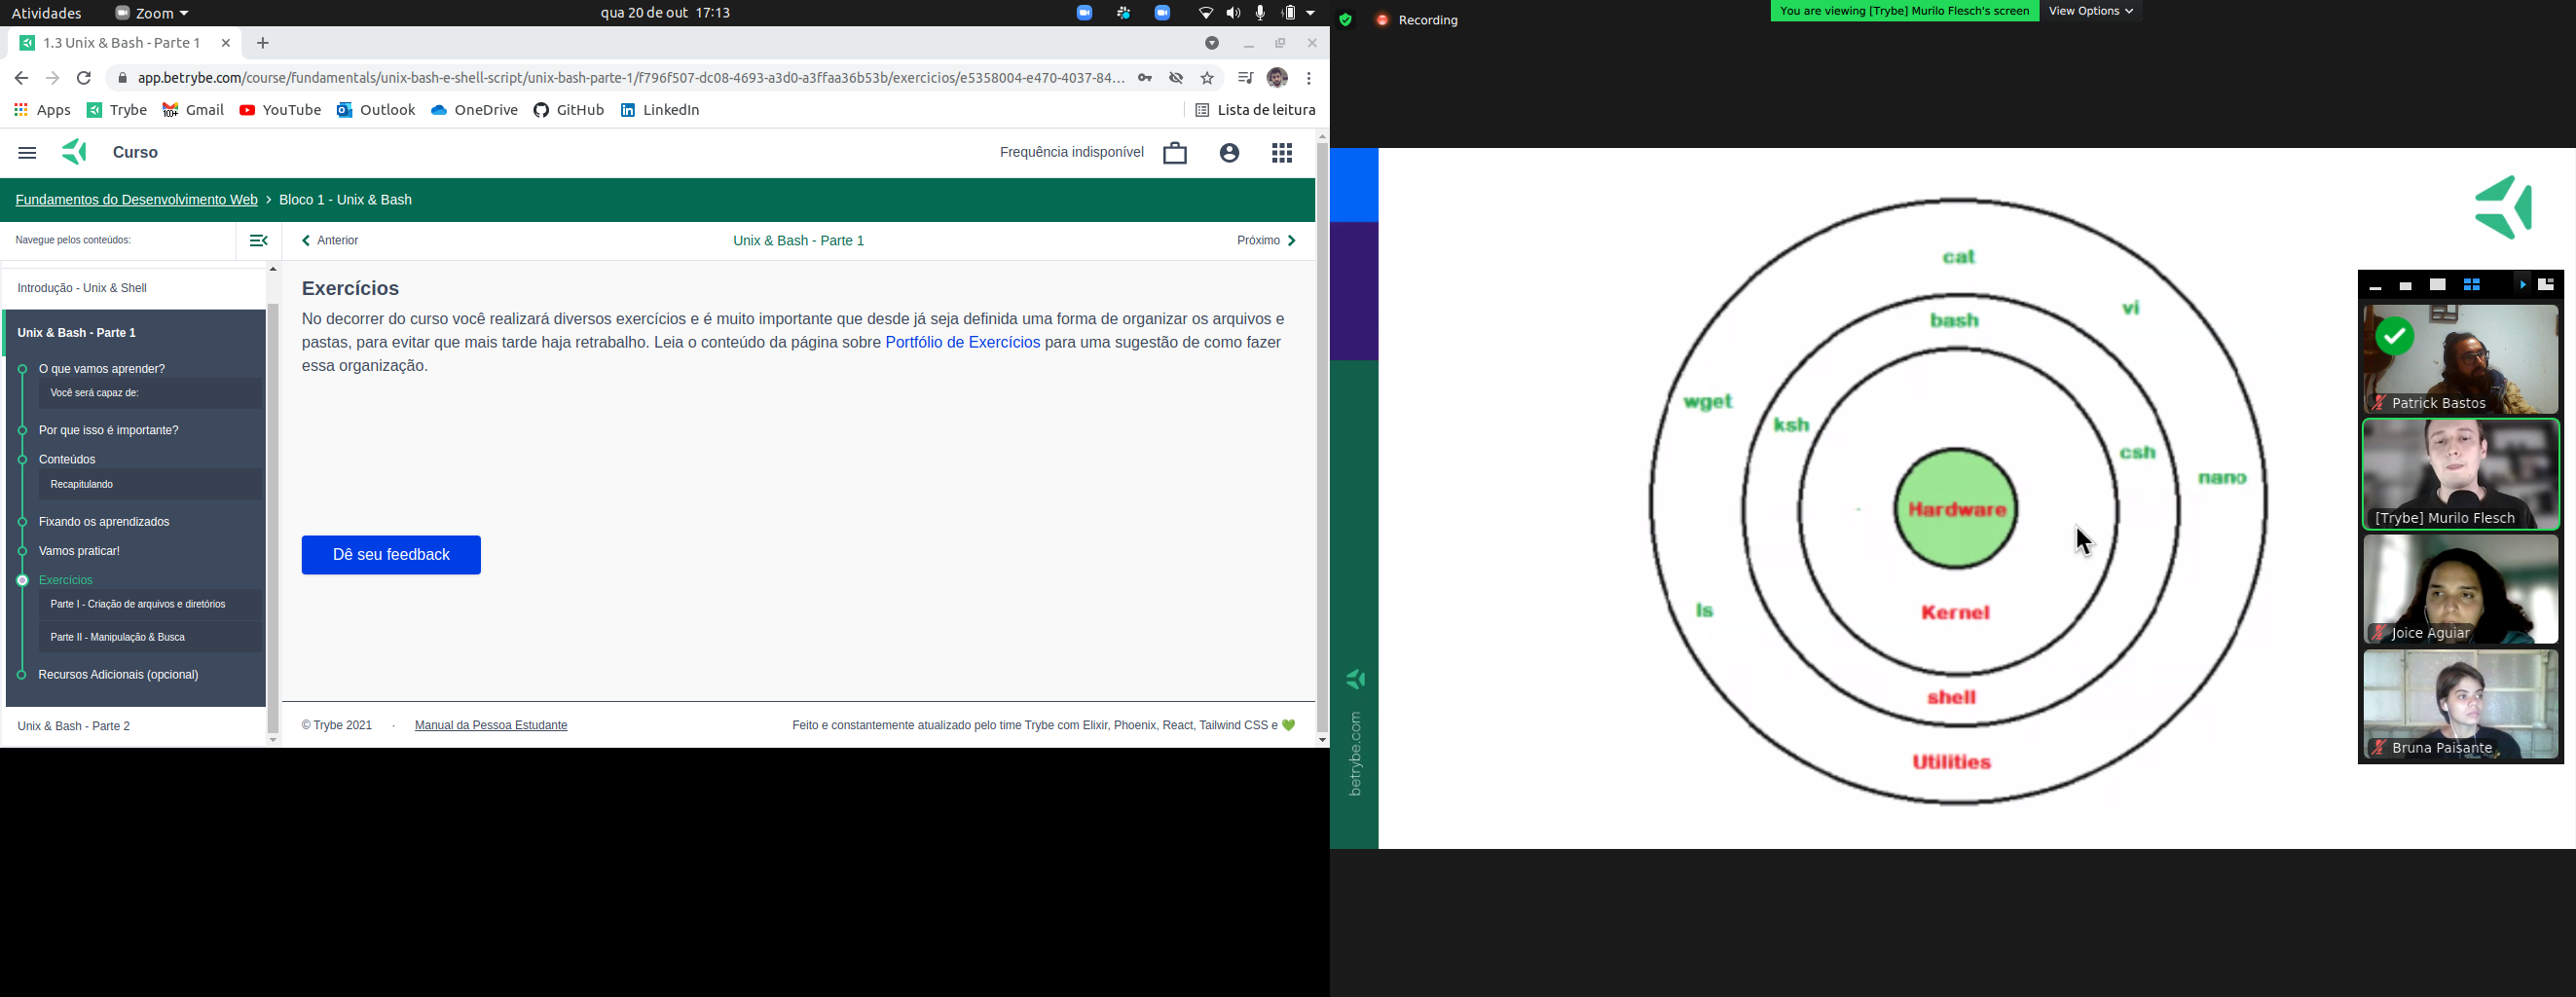 Atividades
Zoom
qua 20 de out 17:13
1.3 Unix & Bash - Parte 1
app.betrybe.com/course/fundamentals/unix-bash-e-shell-script/unix-bash-parte-1/f796f507-dc08-4693-a3d0-a3ffaa36b53b/exercicios/e5358004-e470-4037-84...
Apps
Trybe
Gmail
YouTube
Outlook
OneDrive
GitHub
LinkedIn
Lista de leitura
Curso
Frequência indisponível
Fundamentos do Desenvolvimento Web > Bloco 1 - Unix & Bash
Navegue pelos conteúdos:
Anterior
Unix & Bash - Parte 1
Próximo
Introdução - Unix & Shell
Unix & Bash - Parte 1
O que vamos aprender?
Você será capaz de:
Por que isso é importante?
Conteúdos
Recapitulando
Fixando os aprendizados
Vamos praticar!
Exercícios
Parte I - Criação de arquivos e diretórios
Parte II - Manipulação & Busca
Recursos Adicionais (opcional)
Unix & Bash - Parte 2
Exercícios
No decorrer do curso você realizará diversos exercícios e é muito importante que desde já seja definida uma forma de organizar os arquivos e
pastas, para evitar que mais tarde haja retrabalho. Leia o conteúdo da página sobre Portfólio de Exercícios para uma sugestão de como fazer
essa organização.
Dê seu feedback
© Trybe 2021 · Manual da Pessoa Estudante
Feito e constantemente atualizado pelo time Trybe com Elixir, Phoenix, React, Tailwind CSS e 💚
Recording
You are viewing [Trybe] Murilo Flesch's screen
View Options
cat
vi
bash
wget
ksh
csh
nano
Hardware
ls
Kernel
shell
Utilities
betrybe.com
Patrick Bastos
[Trybe] Murilo Flesch
Joice Aguiar
Bruna Paisante